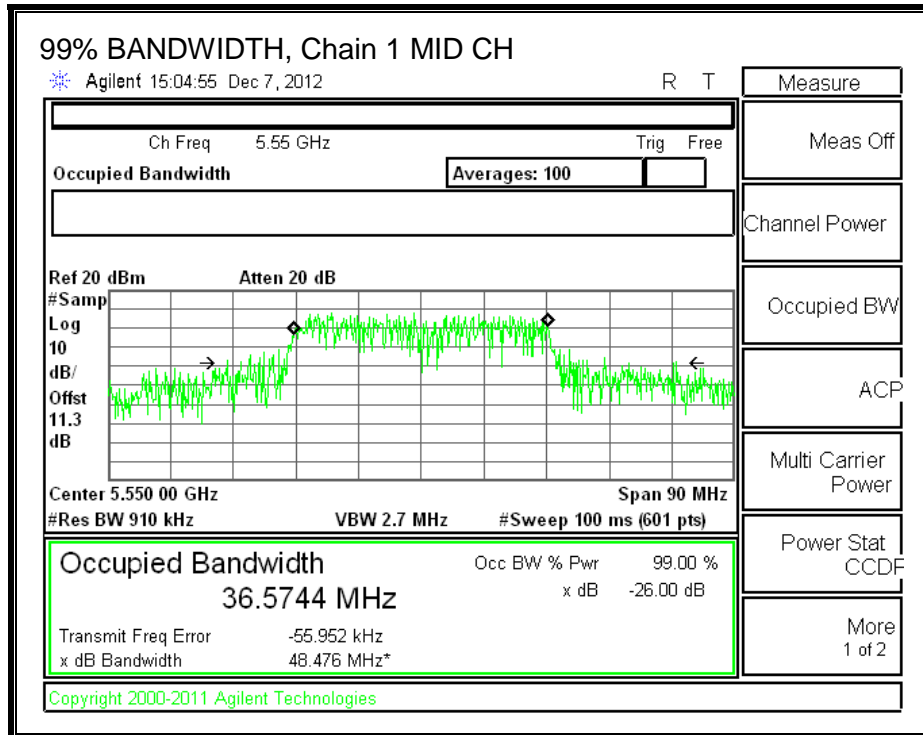 99% BANDWIDTH, Chain 1 MID CH
Agilent 15:04:55 Dec 7, 2012 R T
Ch Freq 5.55 GHz Trig Free
Occupied Bandwidth Averages: 100
Ref 20 dBm Atten 20 dB
#Samp
Log
10
dB/
Offst
11.3
dB
Center 5.550 00 GHz Span 90 MHz
#Res BW 910 kHz VBW 2.7 MHz #Sweep 100 ms (601 pts)
Occupied Bandwidth Occ BW % Pwr 99.00 %
36.5744 MHz x dB -26.00 dB
Transmit Freq Error -55.952 kHz
x dB Bandwidth 48.476 MHz*
Copyright 2000-2011 Agilent Technologies
Measure
Meas Off
Channel Power
Occupied BW
ACP
Multi Carrier
Power
Power Stat
CCDF
More
1 of 2